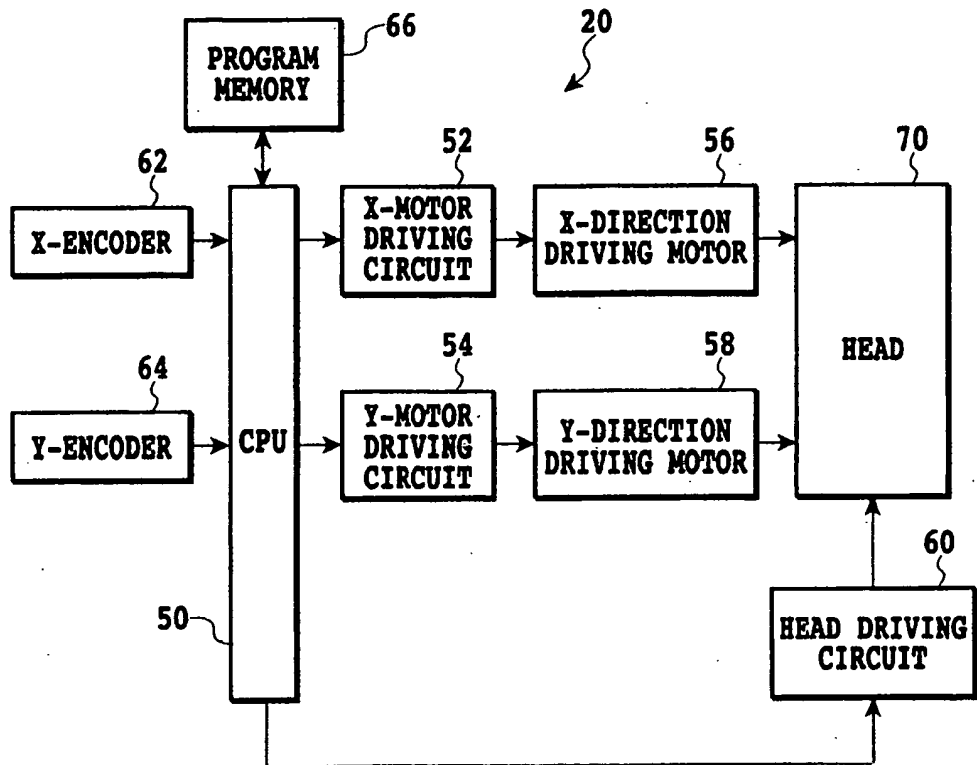 66
20
PROGRAM
MEMORY
62
52
56
70
X-ENCODER
X-MOTOR
DRIVING
CIRCUIT
X-DIRECTION
DRIVING MOTOR
HEAD
64
54
58
Y-ENCODER
CPU
Y-MOTOR
DRIVING
CIRCUIT
Y-DIRECTION
DRIVING MOTOR
60
50
HEAD DRIVING
CIRCUIT